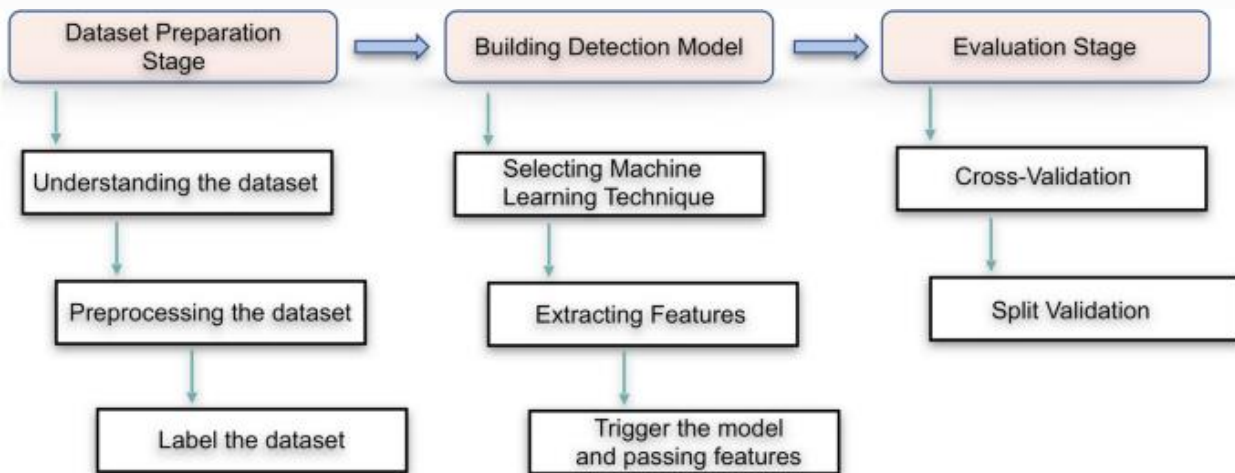 Dataset Preparation
Stage
Building Detection Model
Evaluation Stage
Understanding the dataset
Selecting Machine
Learning Technique
Cross-Validation
Preprocessing the dataset
Extracting Features
Split Validation
Label the dataset
Trigger the model
and passing features